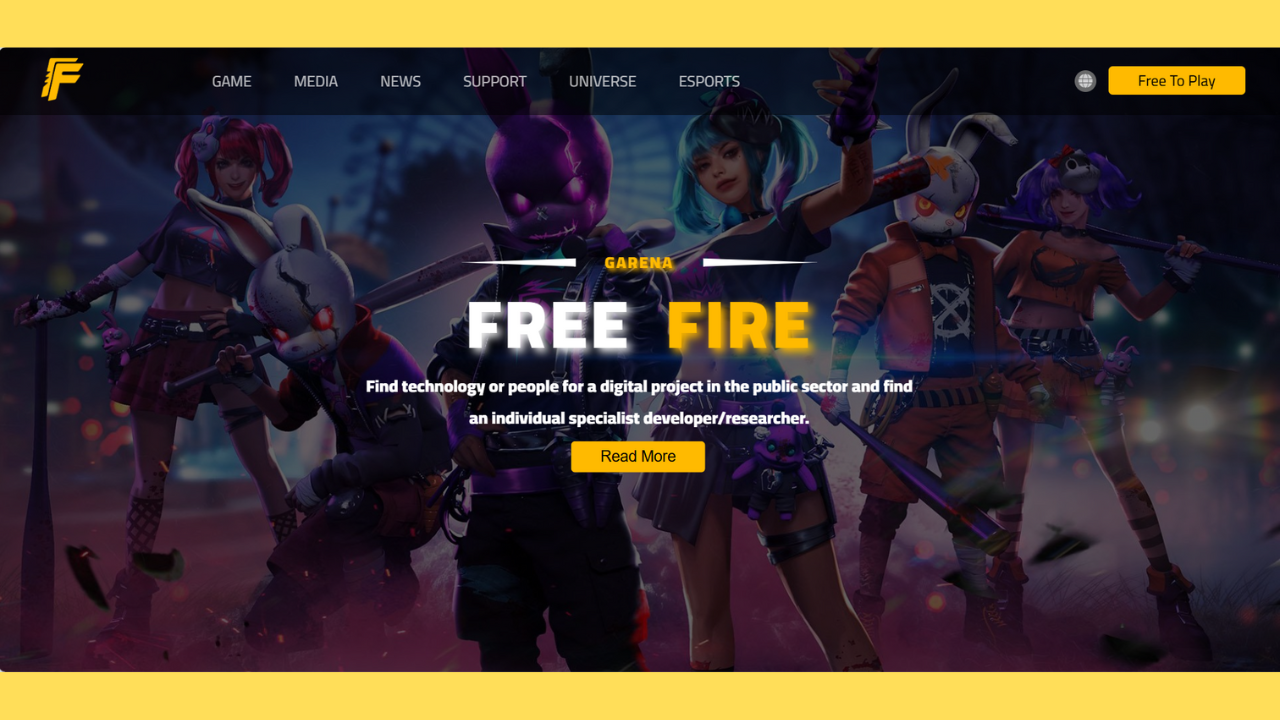 F
GAME MEDIA NEWS SUPPORT UNIVERSE ESPORTS Free To Play
GARENA
FREE FIRE
Find technology or people for a digital project in the public sector and find
an individual specialist developer/researcher.
Read More